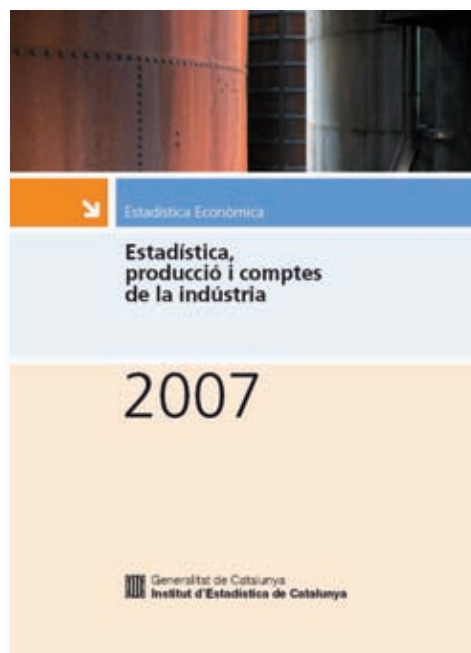 Estadística Econòmica
Estadística,
producció i comptes
de la indústria
2007
Generalitat de Catalunya
Institut d'Estadística de Catalunya